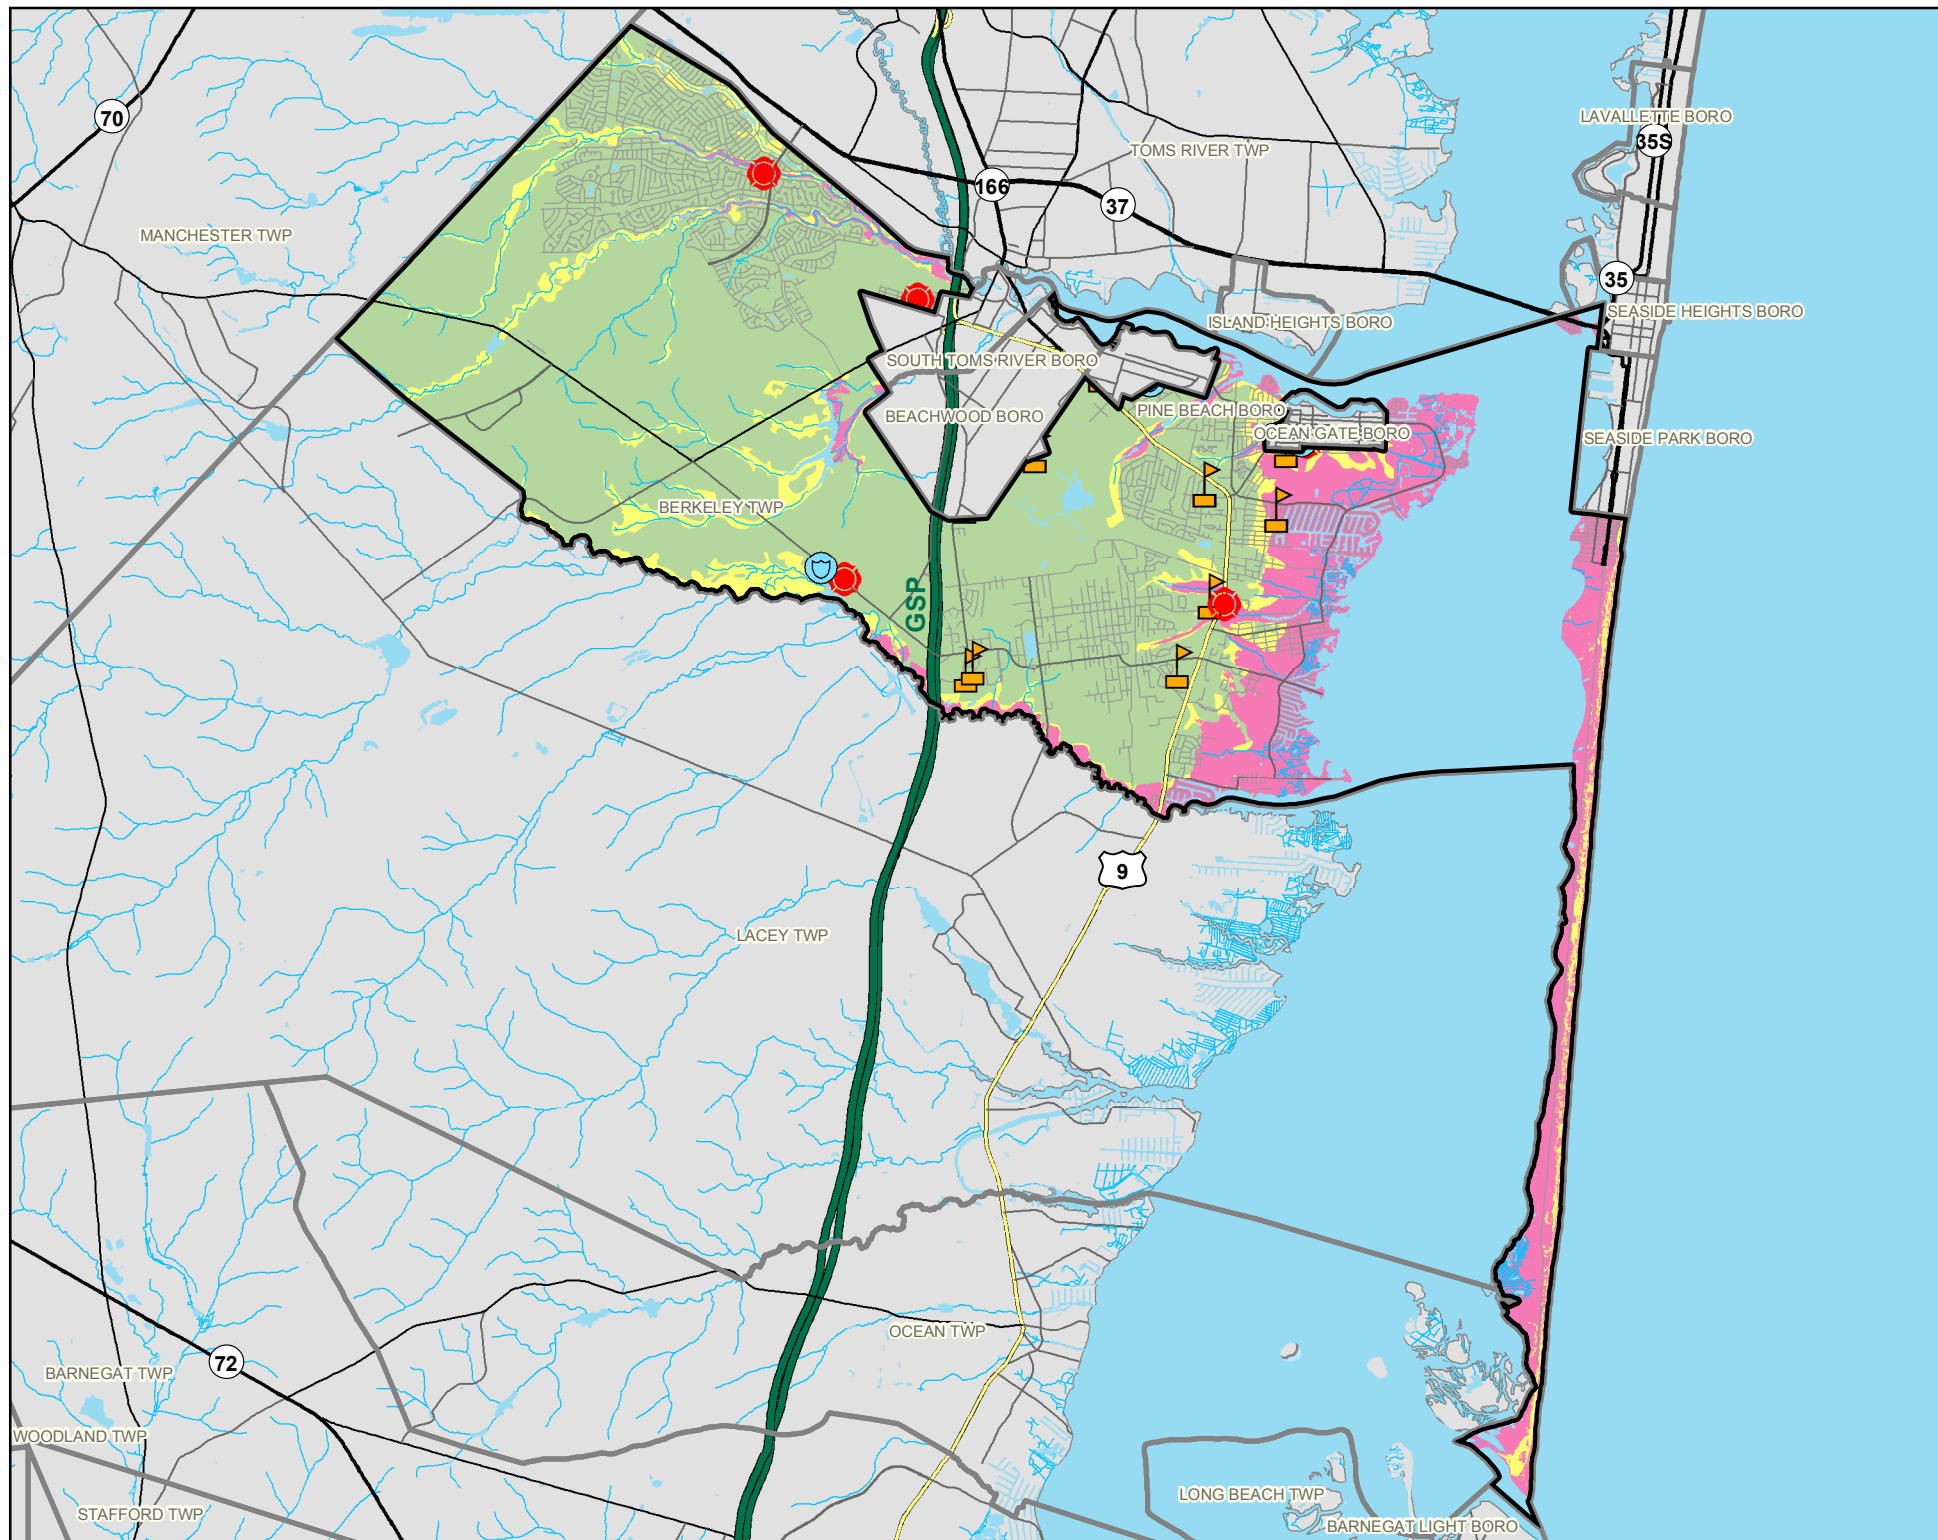 70
LAVALLETTE BORO
35S
TOMS RIVER TWP
166
37
MANCHESTER TWP
35
SEASIDE HEIGHTS BORO
ISLAND HEIGHTS BORO
SOUTH TOMS RIVER BORO
BEACHWOOD BORO
PINE BEACH BORO
OCEAN GATE BORO
SEASIDE PARK BORO
BERKELEY TWP
GSP
9
LACEY TWP
OCEAN TWP
72
BARNEGAT TWP
WOODLAND TWP
LONG BEACH TWP
STAFFORD TWP
BARNEGAT LIGHT BORO